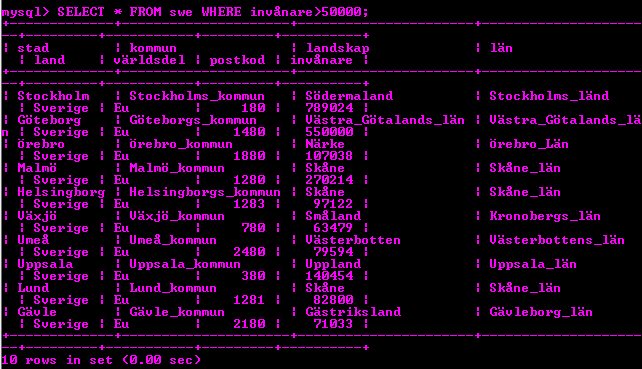 mysql> SELECT * FROM swe WHERE invånare>50000;
| stad | kommun | landskap | län
| land | världsdel | postkod | invånare |
| Stockholm | Stockholms_kommun | Södermaland | Stockholms_länd
| Sverige | Eu | 180 | 789024 |
| Göteborg | Göteborgs_kommun | Västra_Götalands_län | Västra_Götalands_lä
n | Sverige | Eu | 1480 | 550000 |
| örebro | örebro_kommun | Närke | örebro_Län
| Sverige | Eu | 1880 | 107038 |
| Malmö | Malmö_kommun | Skåne | Skåne_län
| Sverige | Eu | 1280 | 270214 |
| Helsingborg | Helsingborgs_kommun | Skåne | Skåne_län
| Sverige | Eu | 1283 | 97122 |
| Växjö | Växjö_kommun | Småland | Kronobergs_län
| Sverige | Eu | 780 | 63479 |
| Umeå | Umeå_kommun | Västerbotten | Västerbottens_län
| Sverige | Eu | 2480 | 79594 |
| Uppsala | Uppsala_kommun | Uppland | Uppsala_län
| Sverige | Eu | 380 | 140454 |
| Lund | Lund_kommun | Skåne | Skåne_län
| Sverige | Eu | 1281 | 82800 |
| Gävle | Gävle_kommun | Gästriksland | Gävleborg_län
| Sverige | Eu | 2180 | 71033 |
10 rows in set (0.00 sec)